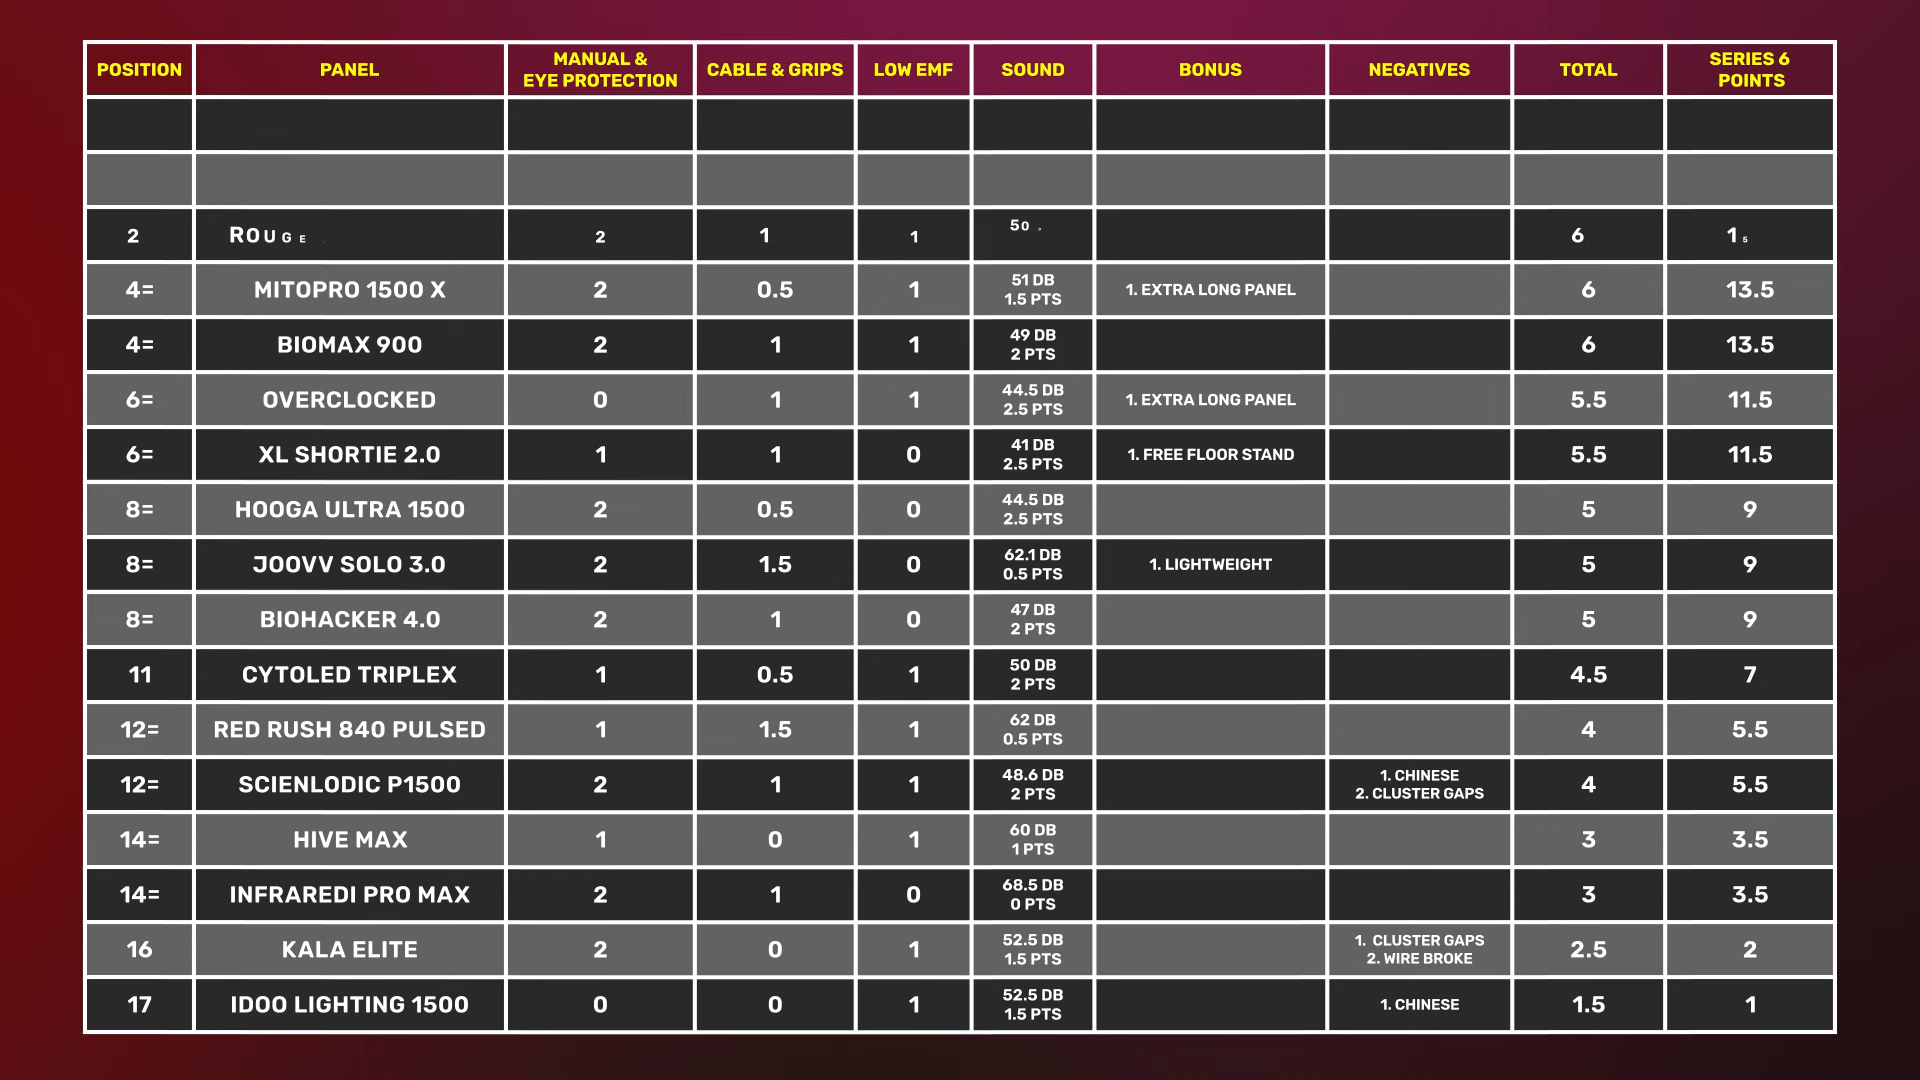 POSITION PANEL MANUAL & EYE PROTECTION CABLE & GRIPS LOW EMF SOUND BONUS NEGATIVES TOTAL SERIES 6 POINTS
2 ROUGE 2 1 1 50 6 15
4= MITOPRO 1500 X 2 0.5 1 51 DB 1.5 PTS 1. EXTRA LONG PANEL 6 13.5
4= BIOMAX 900 2 1 1 49 DB 2 PTS 6 13.5
6= OVERCLOCKED 0 1 1 44.5 DB 2.5 PTS 1. EXTRA LONG PANEL 5.5 11.5
6= XL SHORTIE 2.0 1 1 0 41 DB 2.5 PTS 1. FREE FLOOR STAND 5.5 11.5
8= HOOGA ULTRA 1500 2 0.5 0 44.5 DB 2.5 PTS 5 9
8= JOOVV SOLO 3.0 2 1.5 0 62.1 DB 0.5 PTS 1. LIGHTWEIGHT 5 9
8= BIOHACKER 4.0 2 1 0 47 DB 2 PTS 5 9
11 CYTOLED TRIPLEX 1 0.5 1 50 DB 2 PTS 4.5 7
12= RED RUSH 840 PULSED 1 1.5 1 62 DB 0.5 PTS 4 5.5
12= SCIENLODIC P1500 2 1 1 48.6 DB 2 PTS 1. CHINESE 2. CLUSTER GAPS 4 5.5
14= HIVE MAX 1 0 1 60 DB 1 PTS 3 3.5
14= INFRAREDI PRO MAX 2 1 0 68.5 DB 0 PTS 3 3.5
16 KALA ELITE 2 0 1 52.5 DB 1.5 PTS 1. CLUSTER GAPS 2. WIRE BROKE 2.5 2
17 IDOO LIGHTING 1500 0 0 1 52.5 DB 1.5 PTS 1. CHINESE 1.5 1